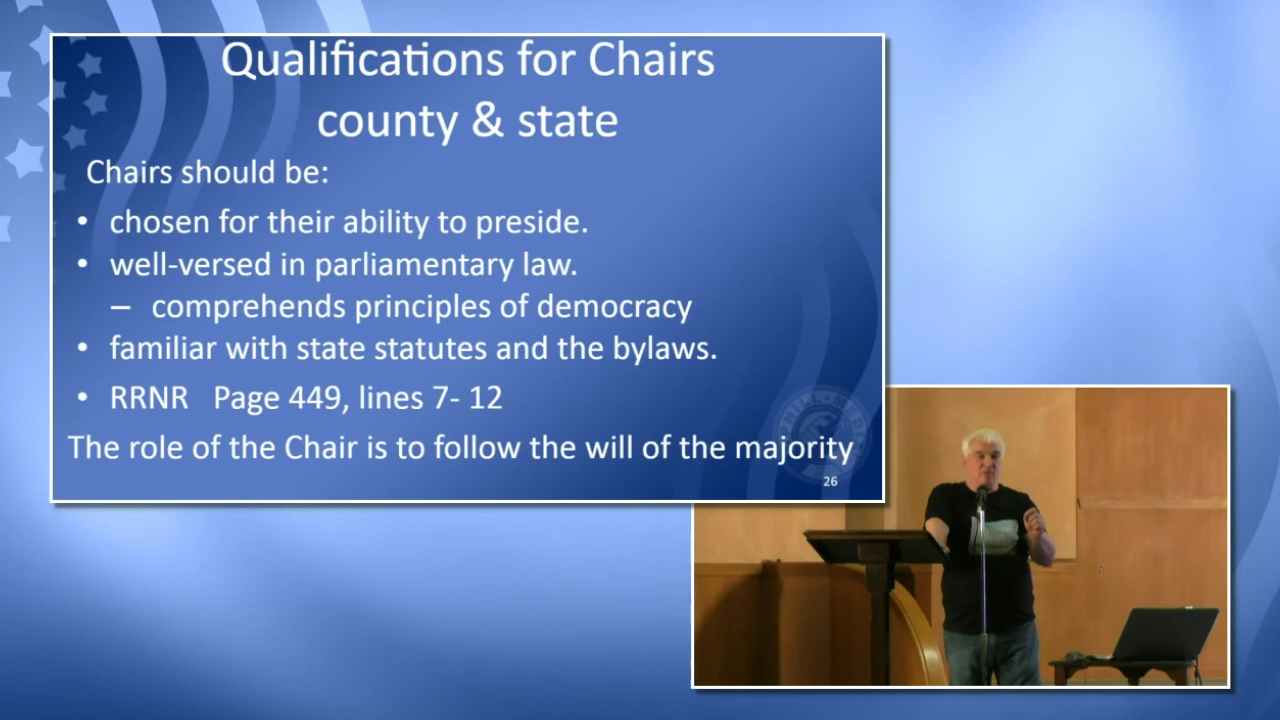 Qualifications for Chairs
county & state
Chairs should be:
• chosen for their ability to preside.
• well-versed in parliamentary law.
– comprehends principles of democracy
• familiar with state statutes and the bylaws.
• RRNR Page 449, lines 7- 12
The role of the Chair is to follow the will of the majority
26